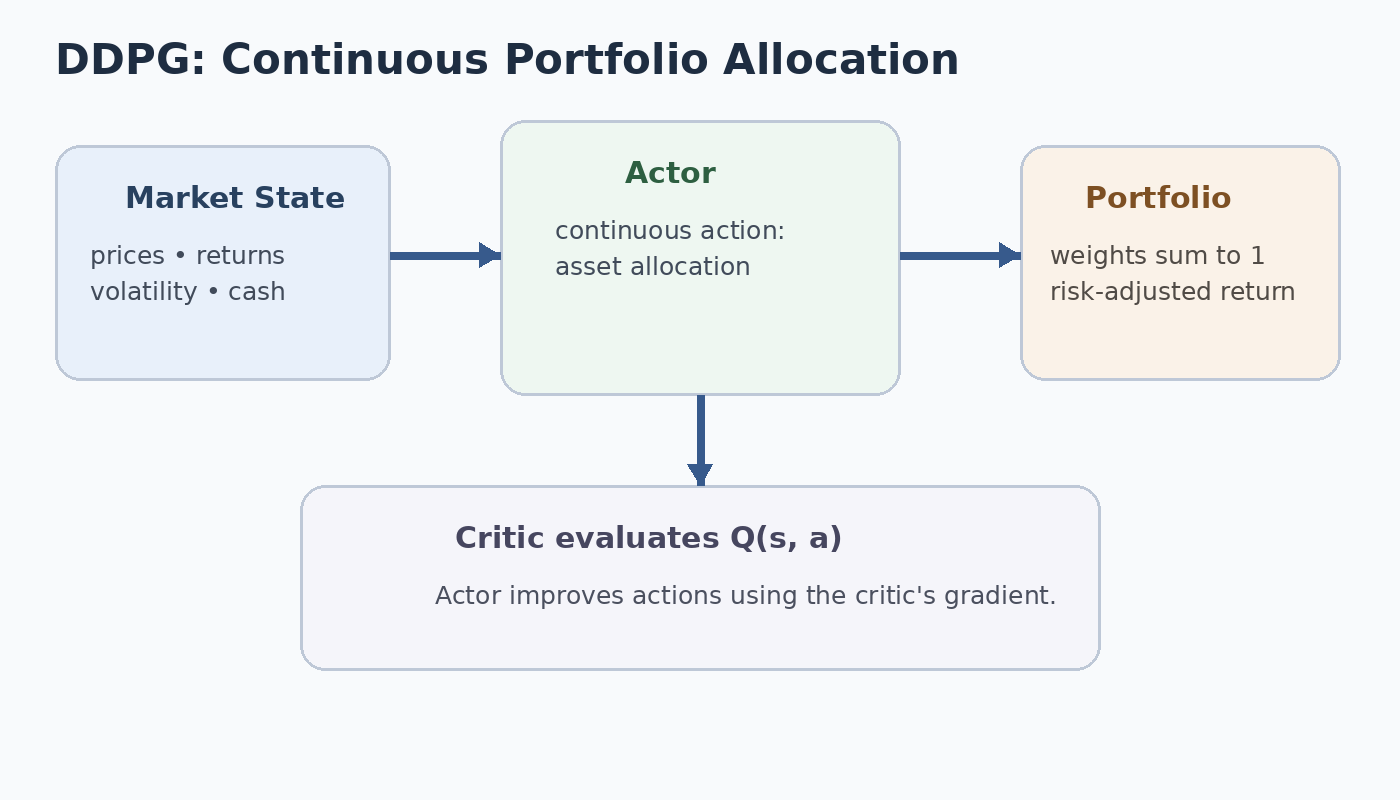 DDPG: Continuous Portfolio Allocation
Market State
prices • returns
volatility • cash
Actor
continuous action:
asset allocation
Portfolio
weights sum to 1
risk-adjusted return
Critic evaluates Q(s, a)
Actor improves actions using the critic's gradient.